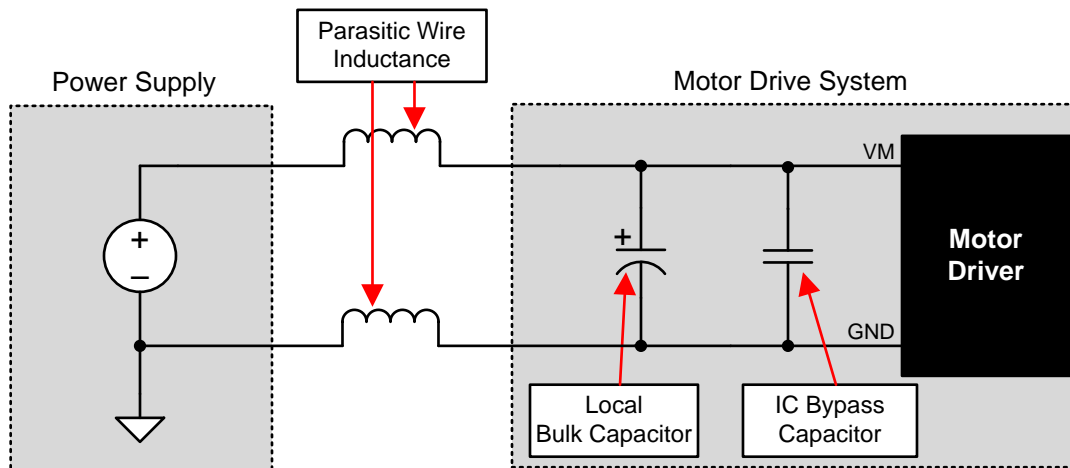 Parasitic Wire
Inductance
Power Supply
Motor Drive System
VM
+
–
+
Motor
Driver
GND
Local
Bulk Capacitor
IC Bypass
Capacitor